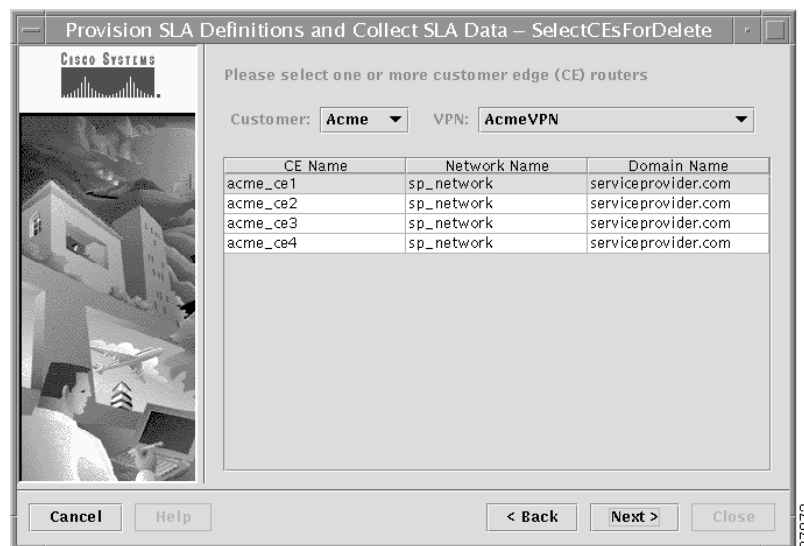 Provision SLA Definitions and Collect SLA Data – SelectCEsForDelete
CISCO SYSTEMS
Please select one or more customer edge (CE) routers
Customer: Acme VPN: AcmeVPN
CE Name Network Name Domain Name
acme_ce1 sp_network serviceprovider.com
acme_ce2 sp_network serviceprovider.com
acme_ce3 sp_network serviceprovider.com
acme_ce4 sp_network serviceprovider.com
Cancel Help < Back Next > Close